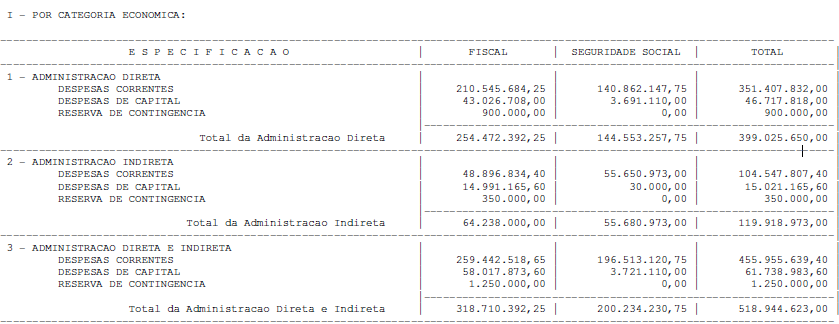 I - POR CATEGORIA ECONOMICA:
E S P E C I F I C A C A O | FISCAL | SEGURIDADE SOCIAL | TOTAL
1 - ADMINISTRACAO DIRETA
DESPESAS CORRENTES | 210.545.684,25 | 140.862.147,75 | 351.407.832,00
DESPESAS DE CAPITAL | 43.026.708,00 | 3.691.110,00 | 46.717.818,00
RESERVA DE CONTINGENCIA | 900.000,00 | 0,00 | 900.000,00
Total da Administracao Direta | 254.472.392,25 | 144.553.257,75 | 399.025.650,00
2 - ADMINISTRACAO INDIRETA
DESPESAS CORRENTES | 48.896.834,40 | 55.650.973,00 | 104.547.807,40
DESPESAS DE CAPITAL | 14.991.165,60 | 30.000,00 | 15.021.165,60
RESERVA DE CONTINGENCIA | 350.000,00 | 0,00 | 350.000,00
Total da Administracao Indireta | 64.238.000,00 | 55.680.973,00 | 119.918.973,00
3 - ADMINISTRACAO DIRETA E INDIRETA
DESPESAS CORRENTES | 259.442.518,65 | 196.513.120,75 | 455.955.639,40
DESPESAS DE CAPITAL | 58.017.873,60 | 3.721.110,00 | 61.738.983,60
RESERVA DE CONTINGENCIA | 1.250.000,00 | 0,00 | 1.250.000,00
Total da Administracao Direta e Indireta | 318.710.392,25 | 200.234.230,75 | 518.944.623,00